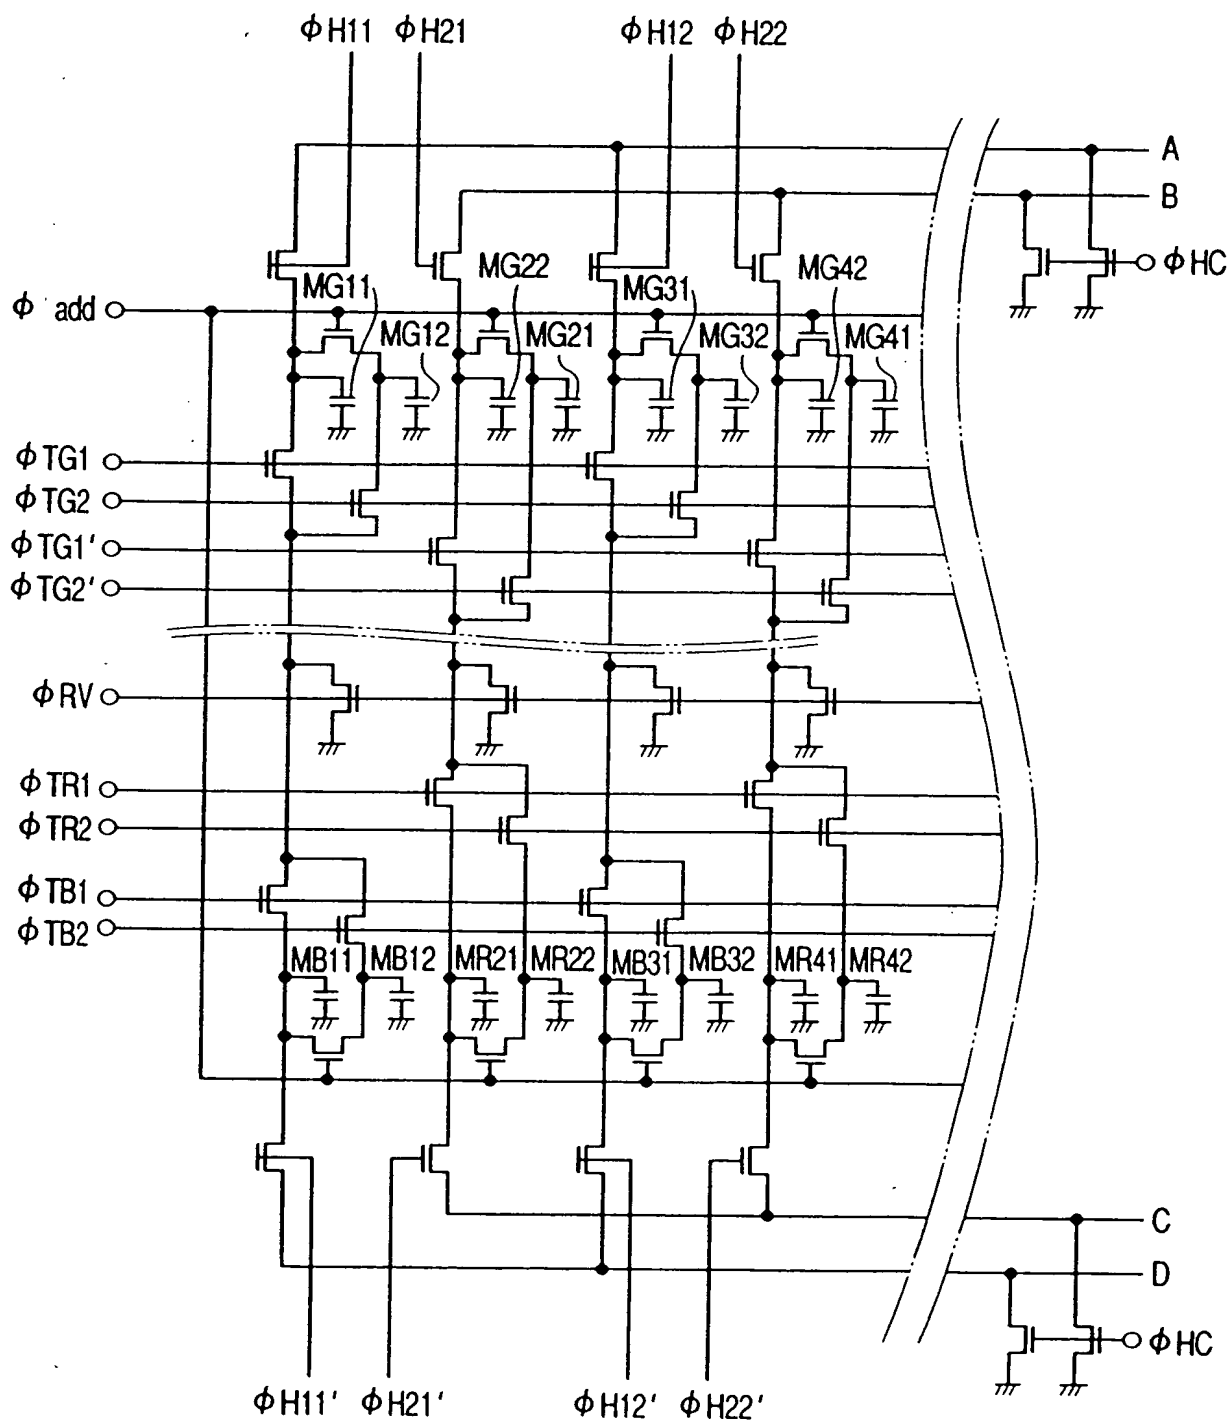 φH11 φH21 φH12 φH22
A
B
φHC
MG11 MG22 MG31 MG42
φadd
MG12 MG21 MG32 MG41
φTG1
φTG2
φTG1'
φTG2'
φRV
φTR1
φTR2
φTB1
φTB2
MB11 MB12 MR21 MR22 MB31 MB32 MR41 MR42
C
D
φHC
φH11' φH21' φH12' φH22'